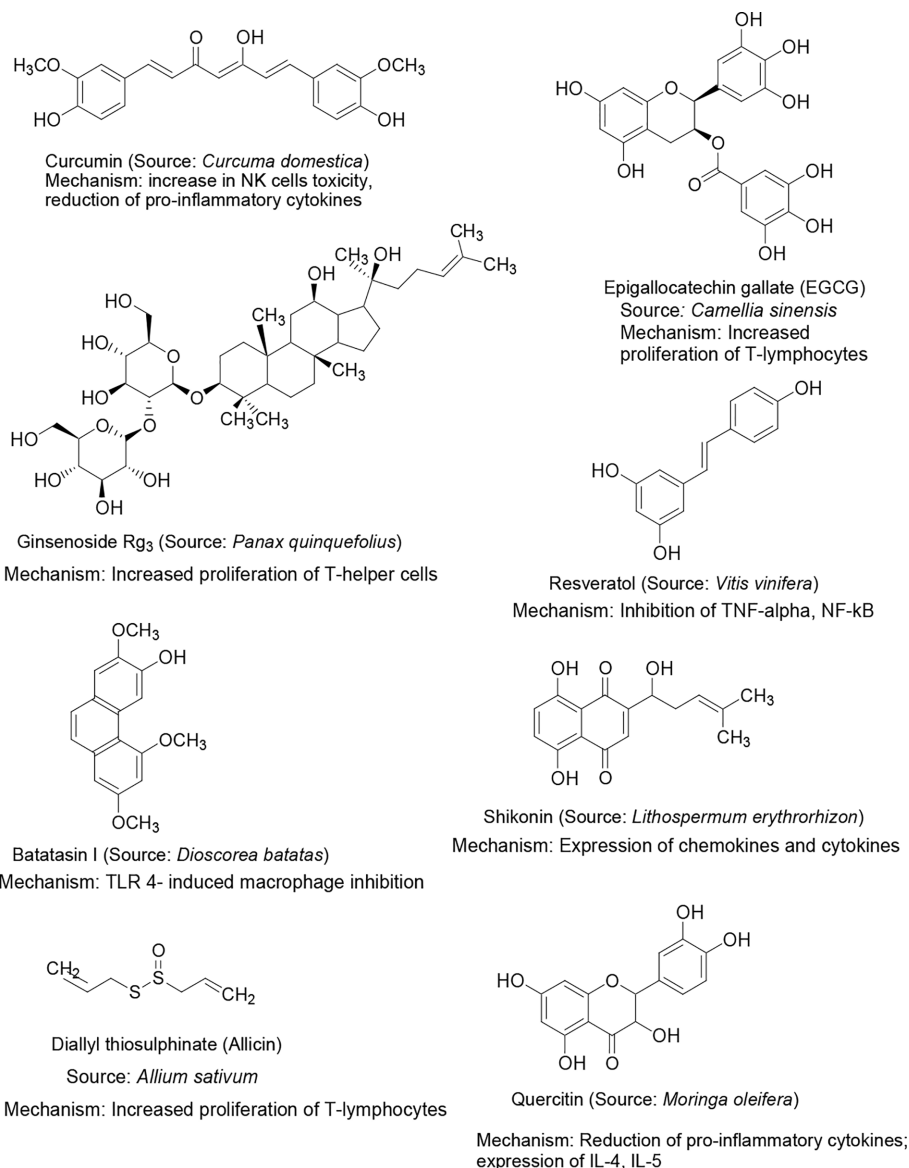 O OH
H3CO OCH3
HO OH
Curcumin (Source: Curcuma domestica)
Mechanism: increase in NK cells toxicity,
reduction of pro-inflammatory cytokines
OH
OH
HO O OH
O
OH
O OH
OH
OH
Epigallocatechin gallate (EGCG)
Source: Camellia sinensis
Mechanism: Increased
proliferation of T-lymphocytes
CH3
CH3 OH
CH3
OH
HO
CH3
HO O
CH3
HO O
CH3CH3
O O
HO
HO OH
OH
Ginsenoside Rg3 (Source: Panax quinquefolius)
Mechanism: Increased proliferation of T-helper cells
OH
HO
OH
Resveratol (Source: Vitis vinifera)
Mechanism: Inhibition of TNF-alpha, NF-kB
OCH3
OH
OCH3
OCH3
Batatasin I (Source: Dioscorea batatas)
Mechanism: TLR 4- induced macrophage inhibition
OH O OH
CH3
CH3
OH O
Shikonin (Source: Lithospermum erythrorhizon)
Mechanism: Expression of chemokines and cytokines
O
CH2
S
S
CH2
Diallyl thiosulphinate (Allicin)
Source: Allium sativum
Mechanism: Increased proliferation of T-lymphocytes
OH
OH
HO O
OH
OH O
Quercitin (Source: Moringa oleifera)
Mechanism: Reduction of pro-inflammatory cytokines;
expression of IL-4, IL-5